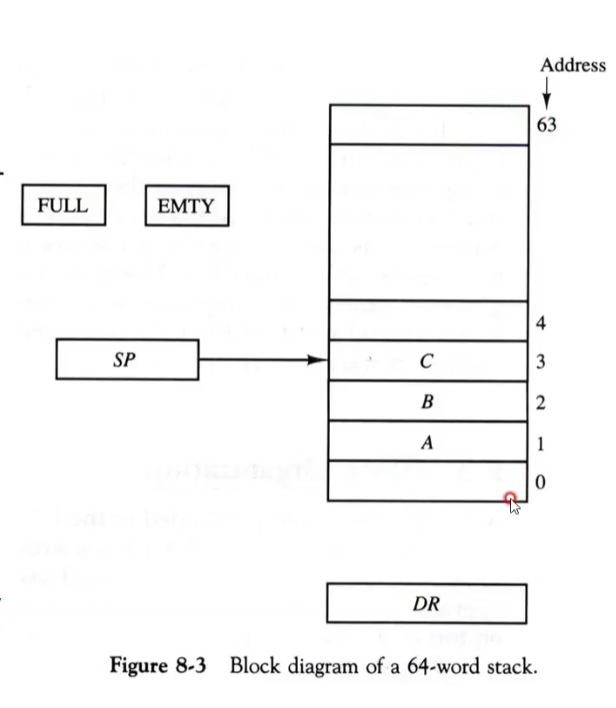 Address
63
FULL
EMTY
4
SP
C
3
B
2
A
1
0
DR
Figure 8-3 Block diagram of a 64-word stack.